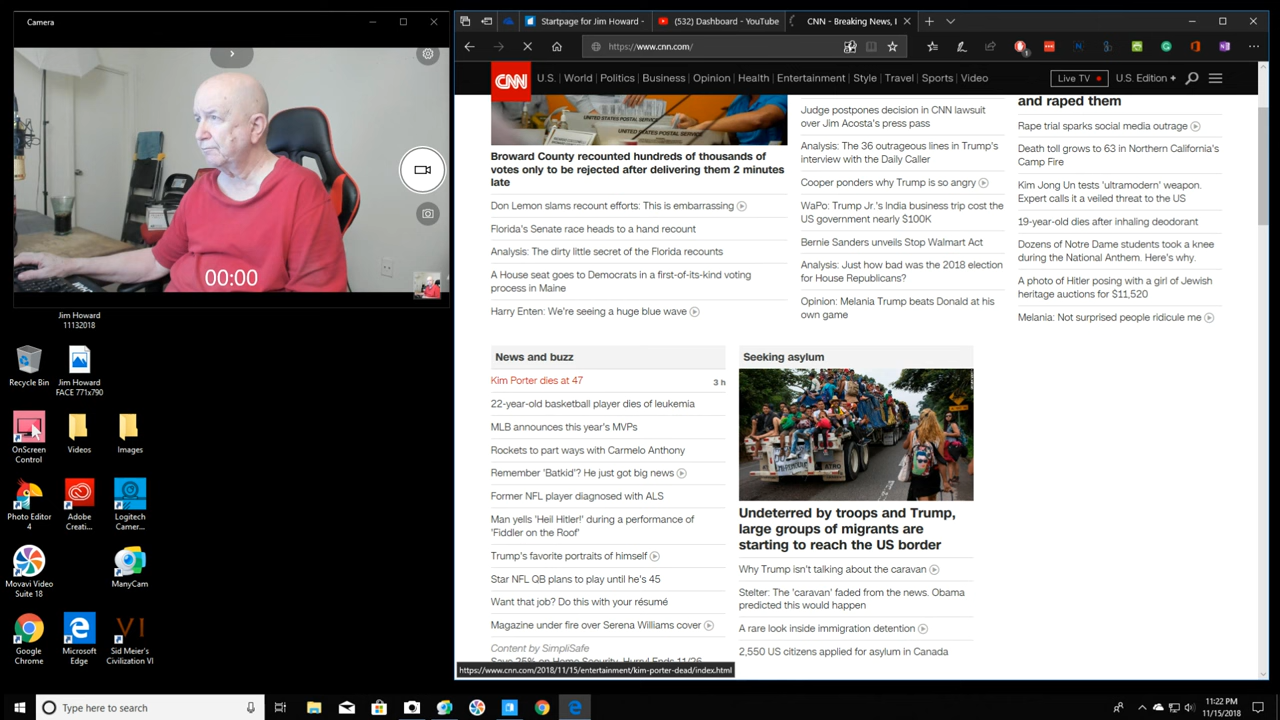 Camera
00:00
Jim Howard
11132018
Recycle Bin
Jim Howard
FACE 771x790
OnScreen
Control
Videos
Images
Photo Editor
4
Adobe
Creati...
Logitech
Camer...
Movavi Video
Suite 18
ManyCam
Google
Chrome
Microsoft
Edge
VI
Sid Meier's
Civilization VI
Startpage for Jim Howard -
(532) Dashboard - YouTube
CNN - Breaking News, I
https://www.cnn.com/
CNN
U.S. World Politics Business Opinion Health Entertainment Style Travel Sports Video
Live TV
U.S. Edition +
UNITED STATES POSTAL SERVICE
UNITED STATES POSTAL SERVICE
Broward County recounted hundreds of thousands of
votes only to be rejected after delivering them 2 minutes
late
Don Lemon slams recount efforts: This is embarrassing
Florida's Senate race heads to a hand recount
Analysis: The dirty little secret of the Florida recounts
A House seat goes to Democrats in a first-of-its-kind voting
process in Maine
Harry Enten: We're seeing a huge blue wave
Judge postpones decision in CNN lawsuit
over Jim Acosta's press pass
Analysis: The 36 outrageous lines in Trump's
interview with the Daily Caller
Cooper ponders why Trump is so angry
WaPo: Trump Jr.'s India business trip cost the
US government nearly $100K
Bernie Sanders unveils Stop Walmart Act
Analysis: Just how bad was the 2018 election
for House Republicans?
Opinion: Melania Trump beats Donald at his
own game
and raped them
Rape trial sparks social media outrage
Death toll grows to 63 in Northern California's
Camp Fire
Kim Jong Un tests 'ultramodern' weapon.
Expert calls it a veiled threat to the US
19-year-old dies after inhaling deodorant
Dozens of Notre Dame students took a knee
during the National Anthem. Here's why.
A photo of Hitler posing with a girl of Jewish
heritage auctions for $11,520
Melania: Not surprised people ridicule me
News and buzz
Kim Porter dies at 47
3 h
22-year-old basketball player dies of leukemia
MLB announces this year's MVPs
Rockets to part ways with Carmelo Anthony
Remember 'Batkid'? He just got big news
Former NFL player diagnosed with ALS
Man yells 'Heil Hitler!' during a performance of
'Fiddler on the Roof'
Trump's favorite portraits of himself
Star NFL QB plans to play until he's 45
Want that job? Do this with your résumé
Magazine under fire over Serena Williams cover
Content by SimpliSafe
Save 25% on Home Security. Hurry! Ends 11/26
Seeking asylum
Undeterred by troops and Trump,
large groups of migrants are
starting to reach the US border
Why Trump isn't talking about the caravan
Stelter: The 'caravan' faded from the news. Obama
predicted this would happen
A rare look inside immigration detention
2,550 US citizens applied for asylum in Canada
https://www.cnn.com/2018/11/15/entertainment/kim-porter-dead/index.html
Type here to search
11:22 PM
11/15/2018